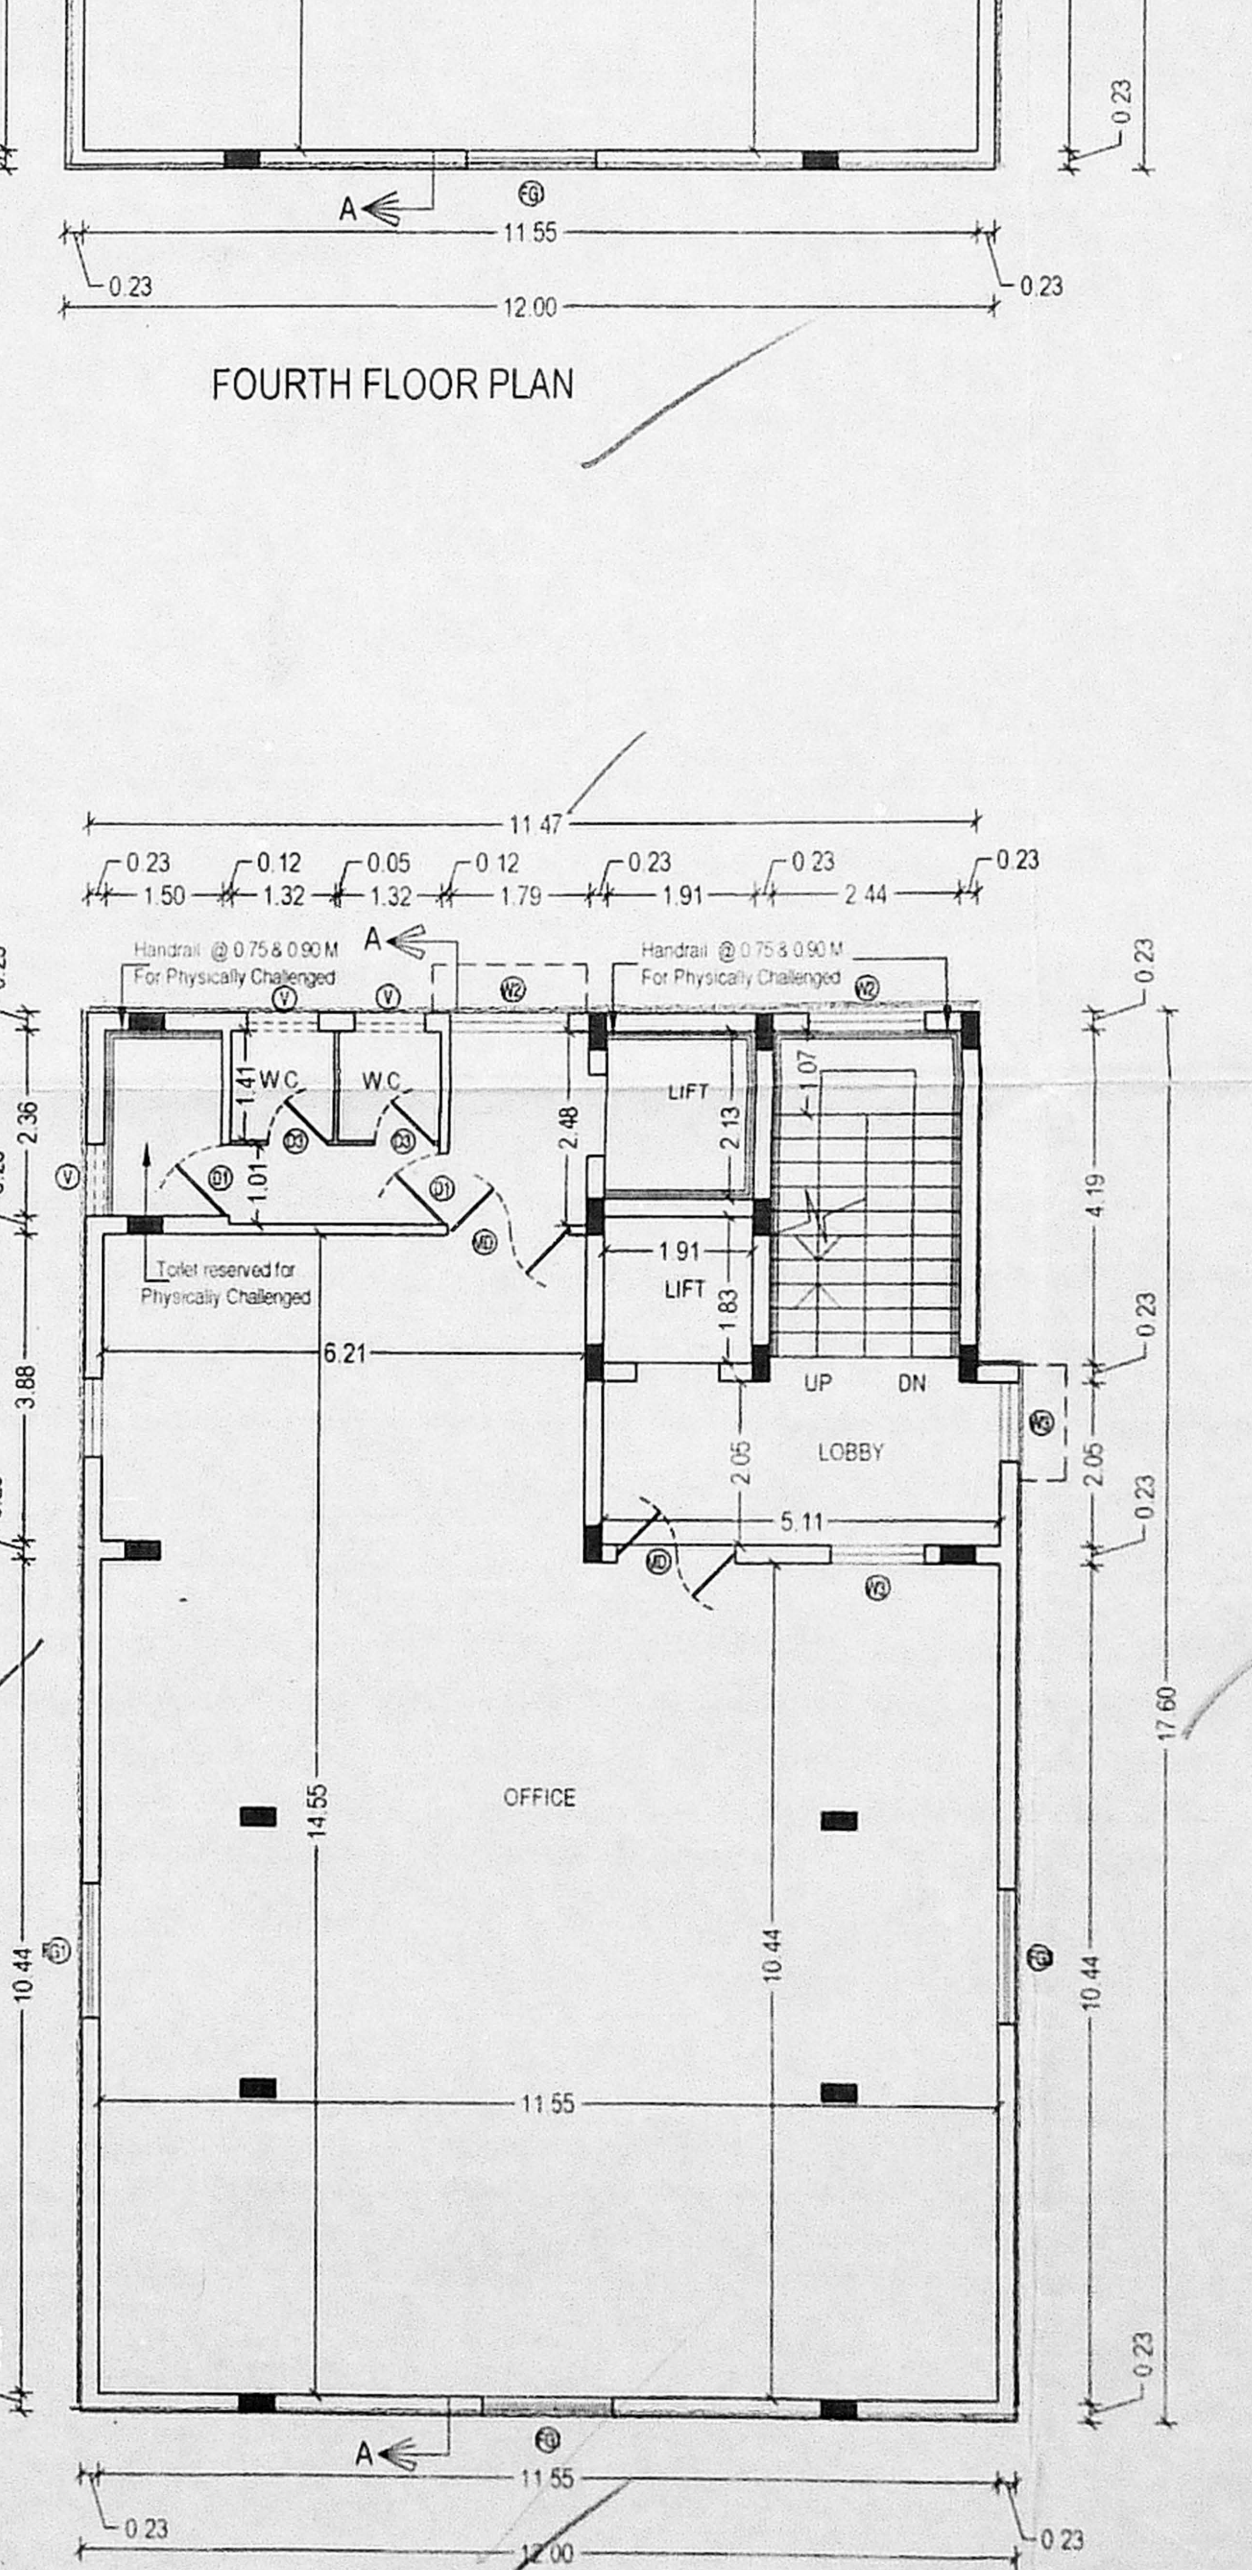 0.23
A
FG
11.55
0.23
0.23
12.00
FOURTH FLOOR PLAN
11.47
0.23
0.12
0.05
0.12
0.23
0.23
0.23
1.50
1.32
1.32
1.79
1.91
2.44
Handrail @ 0.75 & 0.90 M
For Physically Challenged
A
Handrail @ 0.75 & 0.90 M
For Physically Challenged
V
V
W2
W2
0.23
2.36
1.41
W.C
W.C
2.48
LIFT
2.13
1.07
4.19
V
D1
D3
D3
1.01
D1
MD
Toilet reserved for
Physically Challenged
1.91
LIFT
1.83
0.23
6.21
3.88
UP
DN
LOBBY
2.05
2.05
0.23
5.11
MD
W3
OFFICE
14.55
17.60
10.44
10.44
10.44
11.55
0.23
A
11.55
0.23
0.23
12.00